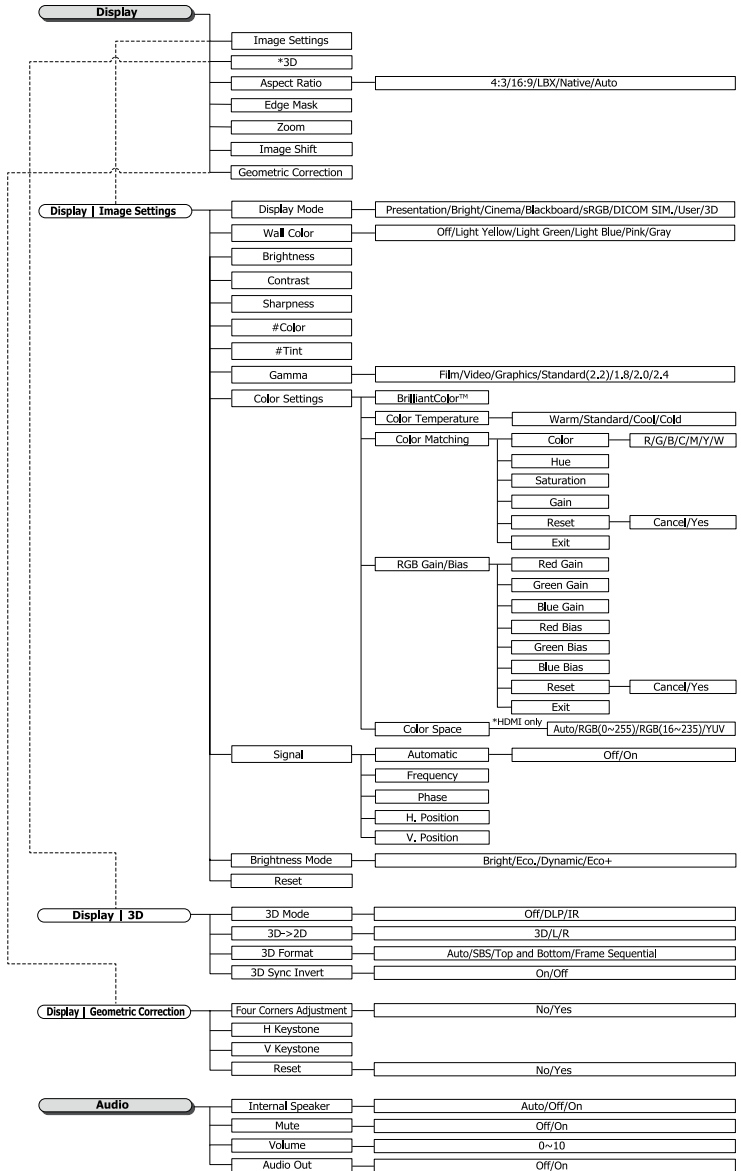 Display
Image Settings
*3D
Aspect Ratio 4:3/16:9/LBX/Native/Auto
Edge Mask
Zoom
Image Shift
Geometric Correction
Display | Image Settings Display Mode Presentation/Bright/Cinema/Blackboard/sRGB/DICOM SIM./User/3D
Wall Color Off/Light Yellow/Light Green/Light Blue/Pink/Gray
Brightness
Contrast
Sharpness
#Color
#Tint
Gamma Film/Video/Graphics/Standard(2.2)/1.8/2.0/2.4
Color Settings BrilliantColor™
Color Temperature Warm/Standard/Cool/Cold
Color Matching Color R/G/B/C/M/Y/W
Hue
Saturation
Gain
Reset Cancel/Yes
Exit
RGB Gain/Bias Red Gain
Green Gain
Blue Gain
Red Bias
Green Bias
Blue Bias
Reset Cancel/Yes
Exit
Color Space *HDMI only Auto/RGB(0~255)/RGB(16~235)/YUV
Signal Automatic Off/On
Frequency
Phase
H. Position
V. Position
Brightness Mode Bright/Eco./Dynamic/Eco+
Reset
Display | 3D 3D Mode Off/DLP/IR
3D->2D 3D/L/R
3D Format Auto/SBS/Top and Bottom/Frame Sequential
3D Sync Invert On/Off
Display | Geometric Correction Four Corners Adjustment No/Yes
H Keystone
V Keystone
Reset No/Yes
Audio Internal Speaker Auto/Off/On
Mute Off/On
Volume 0~10
Audio Out Off/On